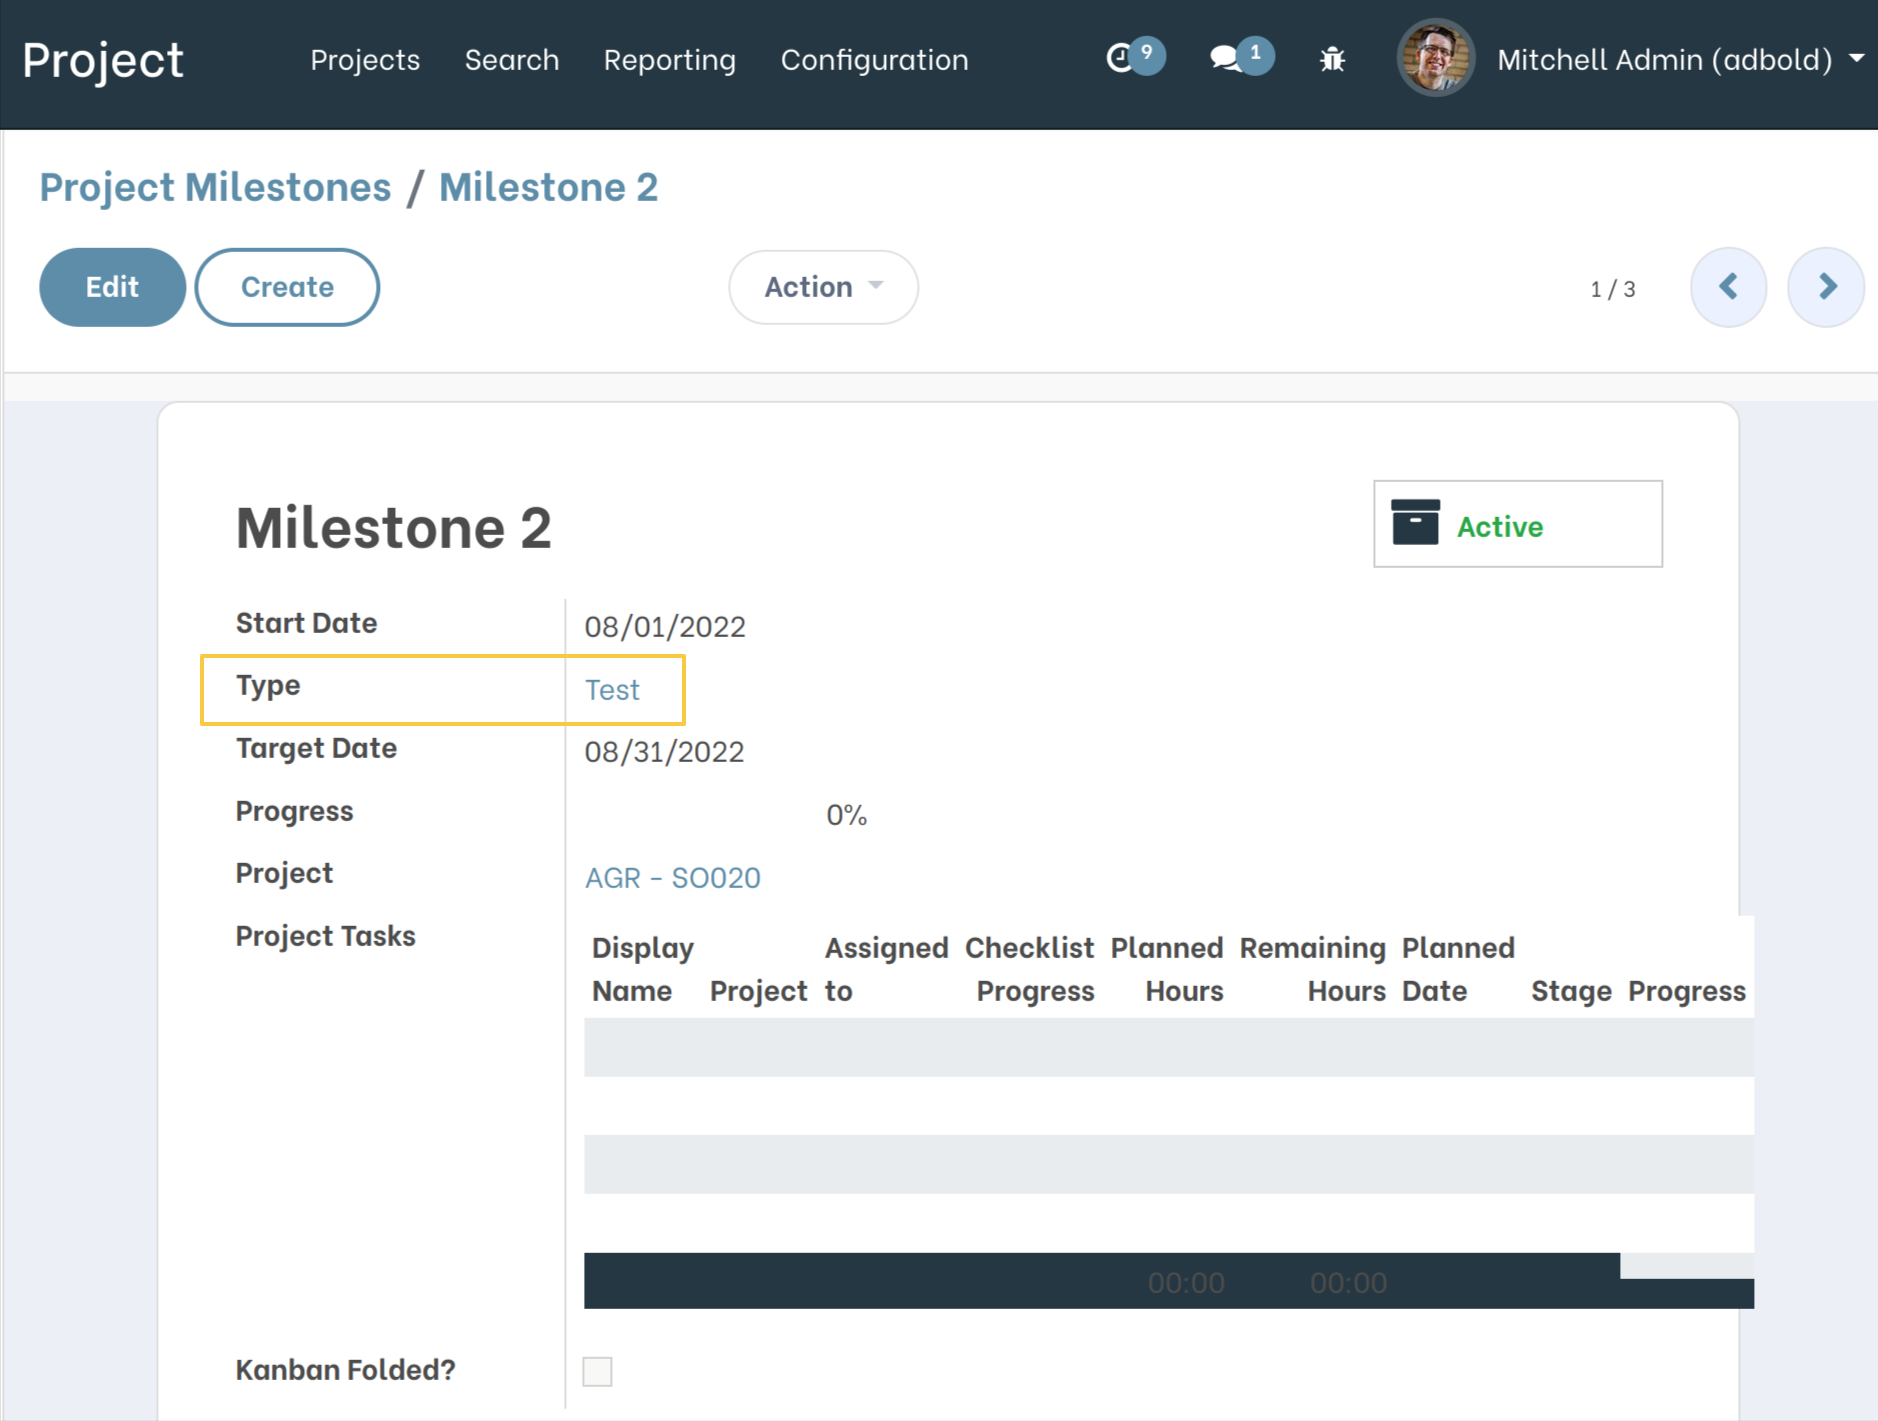 Project
Projects Search Reporting Configuration
9
1
Mitchell Admin (adbold)
Project Milestones / Milestone 2
Edit
Create
Action
1 / 3
Milestone 2
Active
Start Date 08/01/2022
Type Test
Target Date 08/31/2022
Progress 0%
Project AGR - SO020
Project Tasks
Display Assigned Checklist Planned Remaining Planned
Name Project to Progress Hours Hours Date Stage Progress
00:00 00:00
Kanban Folded?